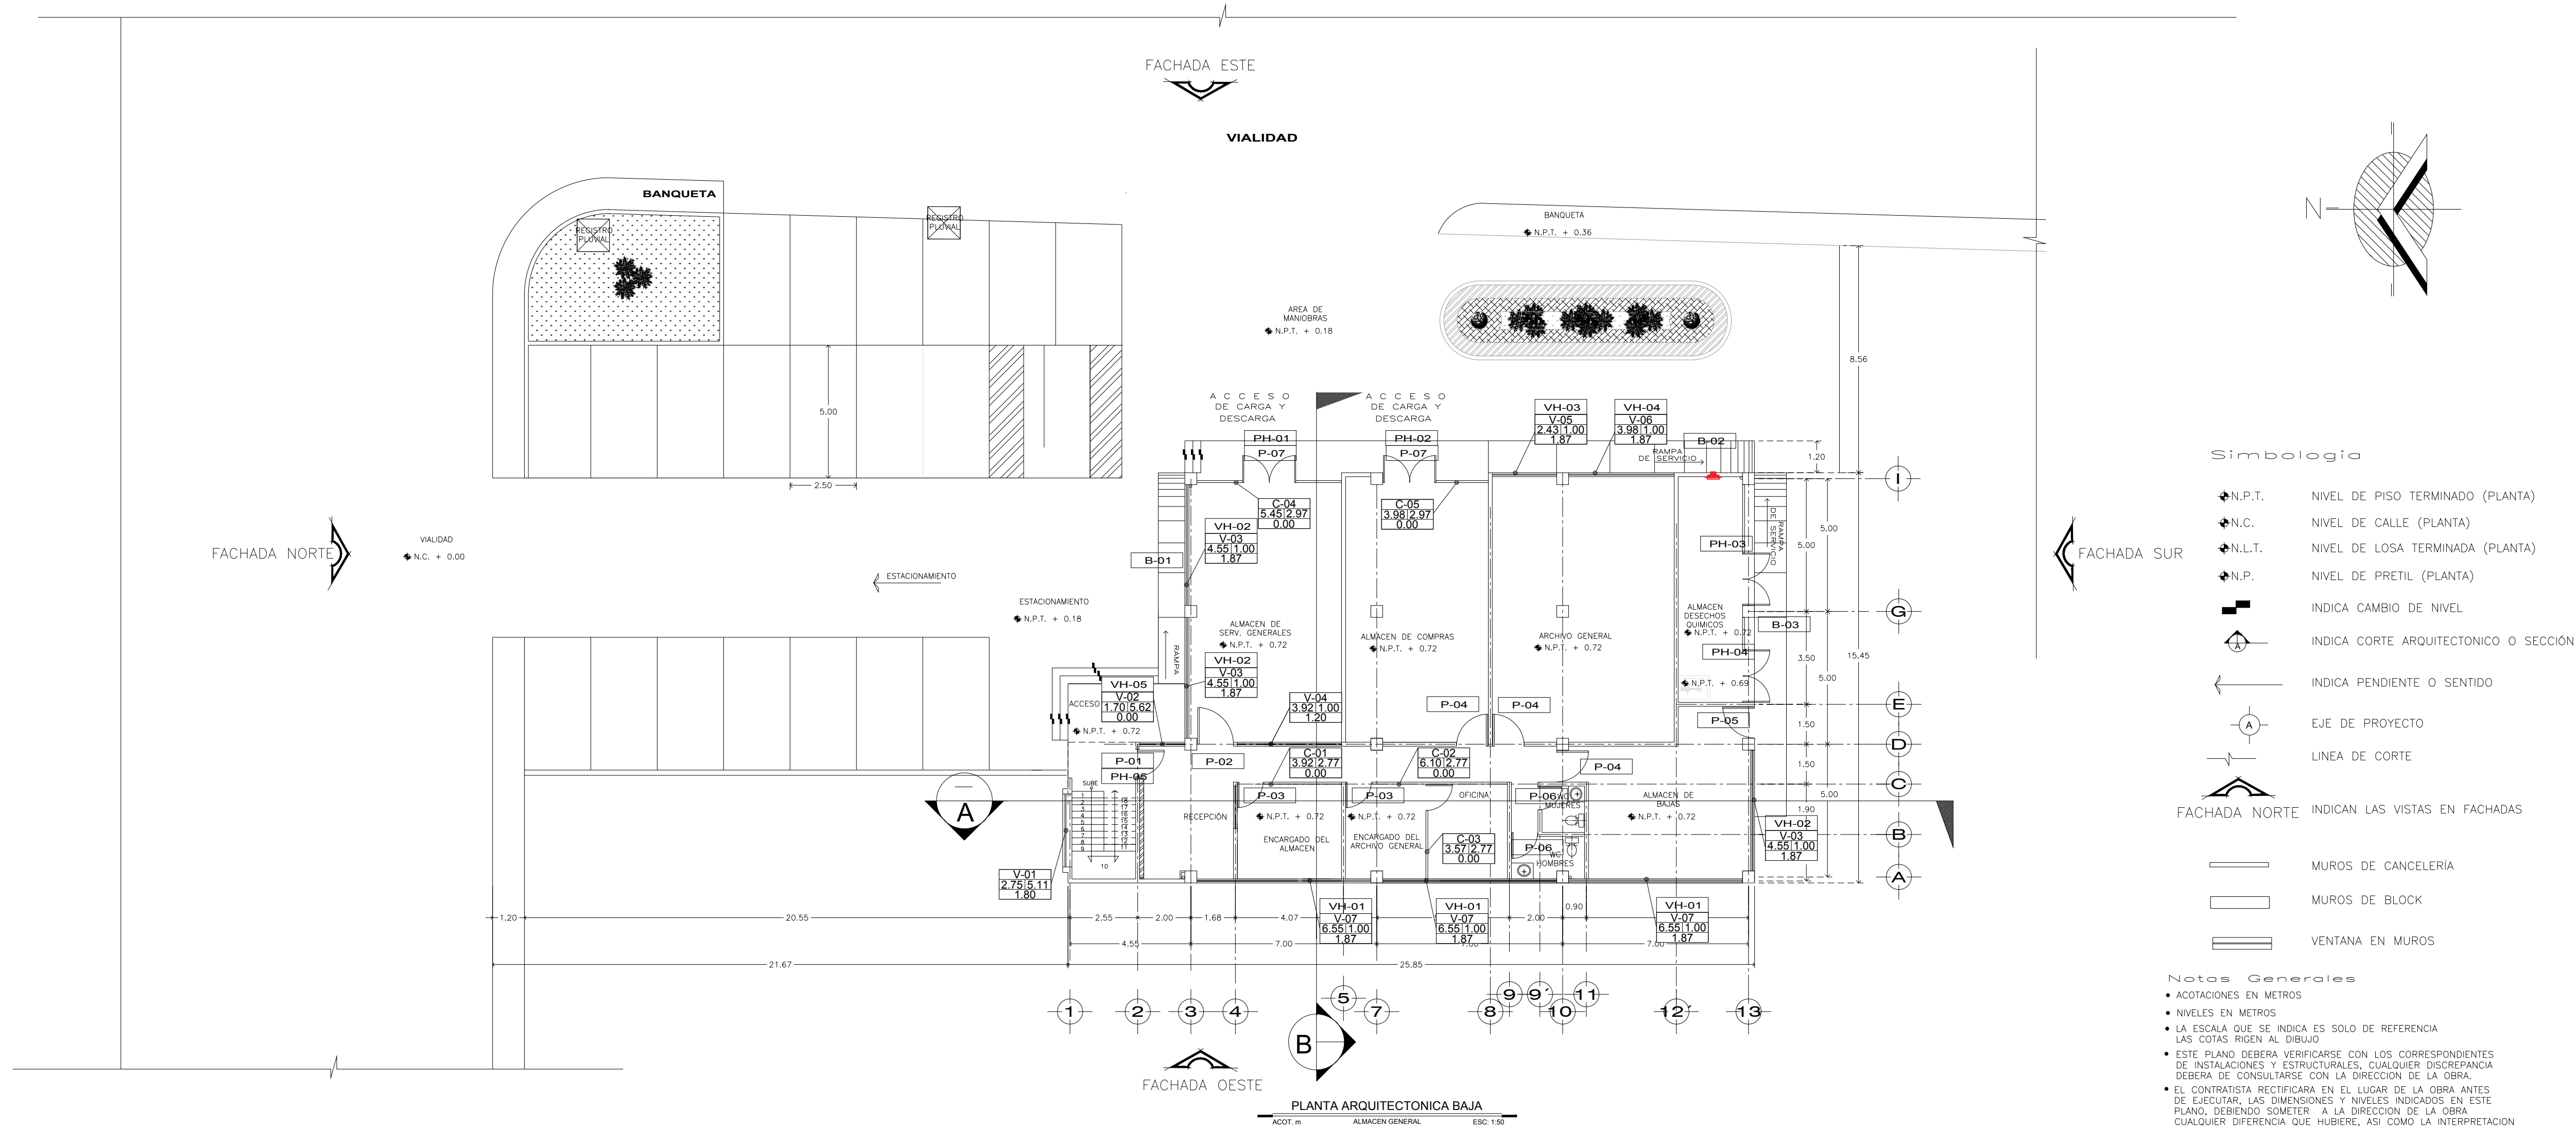 FACHADA ESTE
VIALIDAD
BANQUETA
REGISTRO
PLUVIAL
REGISTRO
PLUVIAL
BANQUETA
N.P.T. + 0.36
N
AREA DE
MANIOBRAS
N.P.T. + 0.18
8.56
5.00
2.50
A C C E S O
DE CARGA Y
DESCARGA
A C C E S O
DE CARGA Y
DESCARGA
PH-01
P-07
PH-02
P-07
VH-03
V-05
2.43 1.00
1.87
VH-04
V-06
3.98 1.00
1.87
B-02
RAMPA
DE SERVICIO
1.20
I
C-04
5.45 2.97
0.00
C-05
3.98 2.97
0.00
VH-02
V-03
4.55 1.00
1.87
B-01
RAMPA
DE SERVICIO
5.00
5.00
PH-03
FACHADA NORTE
VIALIDAD
N.C. + 0.00
ESTACIONAMIENTO
ESTACIONAMIENTO
N.P.T. + 0.18
FACHADA SUR
ALMACEN DE
SERV. GENERALES
N.P.T. + 0.72
ALMACEN DE COMPRAS
N.P.T. + 0.72
ARCHIVO GENERAL
N.P.T. + 0.72
ALMACEN
DESECHOS
QUIMICOS
N.P.T. + 0.72
G
B-03
PH-04
3.50
15.45
5.00
N.P.T. + 0.69
RAMPA
VH-02
V-03
4.55 1.00
1.87
VH-05
V-02
1.70 5.62
0.00
ACCESO
N.P.T. + 0.72
V-04
3.92 1.00
1.20
P-04
P-04
P-05
E
1.50
D
1.50
C
5.00
1.90
B
A
P-01
PH-05
P-02
C-01
3.92 2.77
0.00
C-02
6.10 2.77
0.00
P-04
SUBE
1
2
3
4
5
6
7
8
9
10
18
17
16
15
14
13
12
11
A
P-03
P-03
OFICINA
P-06
WC
MUJERES
ALMACEN DE
BAJAS
N.P.T. + 0.72
RECEPCIÓN
N.P.T. + 0.72
N.P.T. + 0.72
ENCARGADO DEL
ALMACEN
ENCARGADO DEL
ARCHIVO GENERAL
C-03
3.57 2.77
0.00
P-06
WC
HOMBRES
VH-02
V-03
4.55 1.00
1.87
V-01
2.75 5.11
1.80
VH-01
V-07
6.55 1.00
1.87
VH-01
V-07
6.55 1.00
1.87
VH-01
V-07
6.55 1.00
1.87
1.20
20.55
2.55
2.00
1.68
4.07
2.00
0.90
4.55
7.00
7.00
7.00
21.67
25.85
1
2
3
4
5
7
8
9
9´
10
11
12´
13
B
FACHADA OESTE
PLANTA ARQUITECTONICA BAJA
ACOT. m
ALMACEN GENERAL
ESC: 1:50
Simbologia
N.P.T. NIVEL DE PISO TERMINADO (PLANTA)
N.C. NIVEL DE CALLE (PLANTA)
N.L.T. NIVEL DE LOSA TERMINADA (PLANTA)
N.P. NIVEL DE PRETIL (PLANTA)
INDICA CAMBIO DE NIVEL
A INDICA CORTE ARQUITECTONICO O SECCIÓN
INDICA PENDIENTE O SENTIDO
A EJE DE PROYECTO
LINEA DE CORTE
FACHADA NORTE INDICAN LAS VISTAS EN FACHADAS
MUROS DE CANCELERÍA
MUROS DE BLOCK
VENTANA EN MUROS
Notas Generales
• ACOTACIONES EN METROS
• NIVELES EN METROS
• LA ESCALA QUE SE INDICA ES SOLO DE REFERENCIA
LAS COTAS RIGEN AL DIBUJO
• ESTE PLANO DEBERA VERIFICARSE CON LOS CORRESPONDIENTES
DE INSTALACIONES Y ESTRUCTURALES, CUALQUIER DISCREPANCIA
DEBERA DE CONSULTARSE CON LA DIRECCION DE LA OBRA.
• EL CONTRATISTA RECTIFICARA EN EL LUGAR DE LA OBRA ANTES
DE EJECUTAR, LAS DIMENSIONES Y NIVELES INDICADOS EN ESTE
PLANO, DEBIENDO SOMETER A LA DIRECCION DE LA OBRA
CUALQUIER DIFERENCIA QUE HUBIERE, ASI COMO LA INTERPRETACION